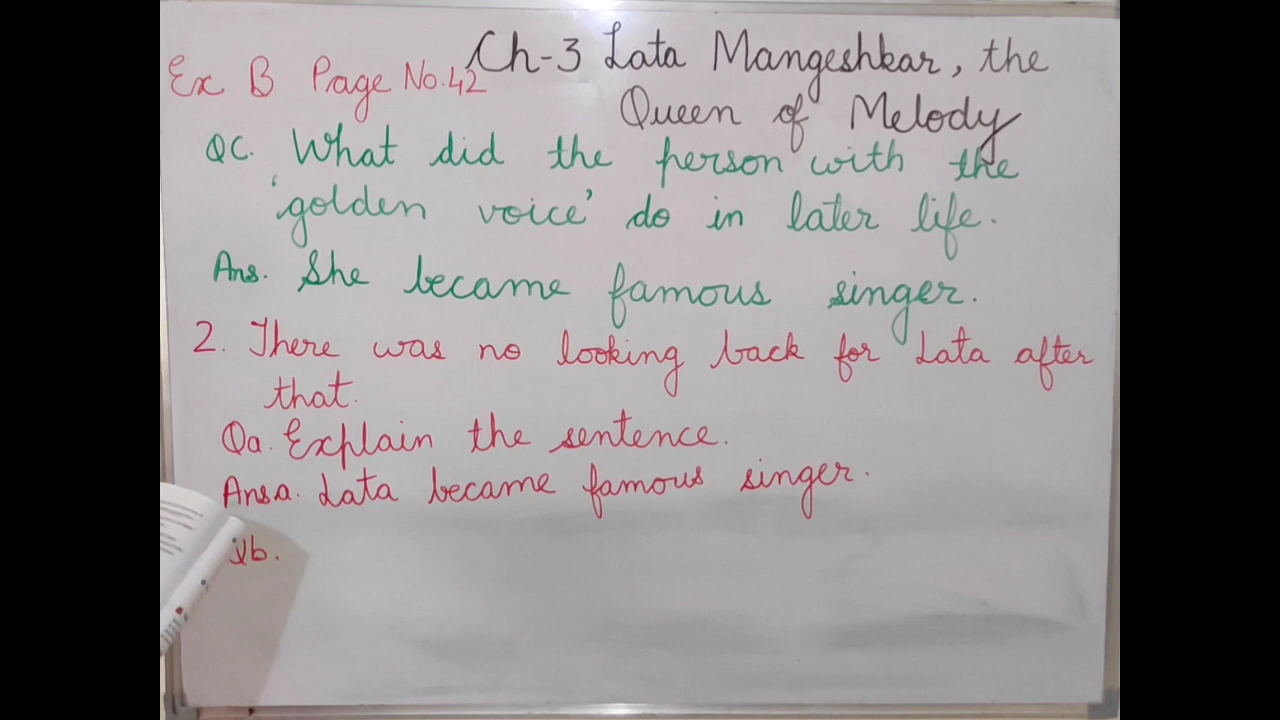 Ch-3 Lata Mangeshkar, the
Queen of Melody
Ex B Page No.42
QC. What did the person with the
'golden voice' do in later life.
Ans. She became famous singer.
2. There was no looking back for Lata after
that.
Qa. Explain the sentence.
Ans a. Lata became famous singer.